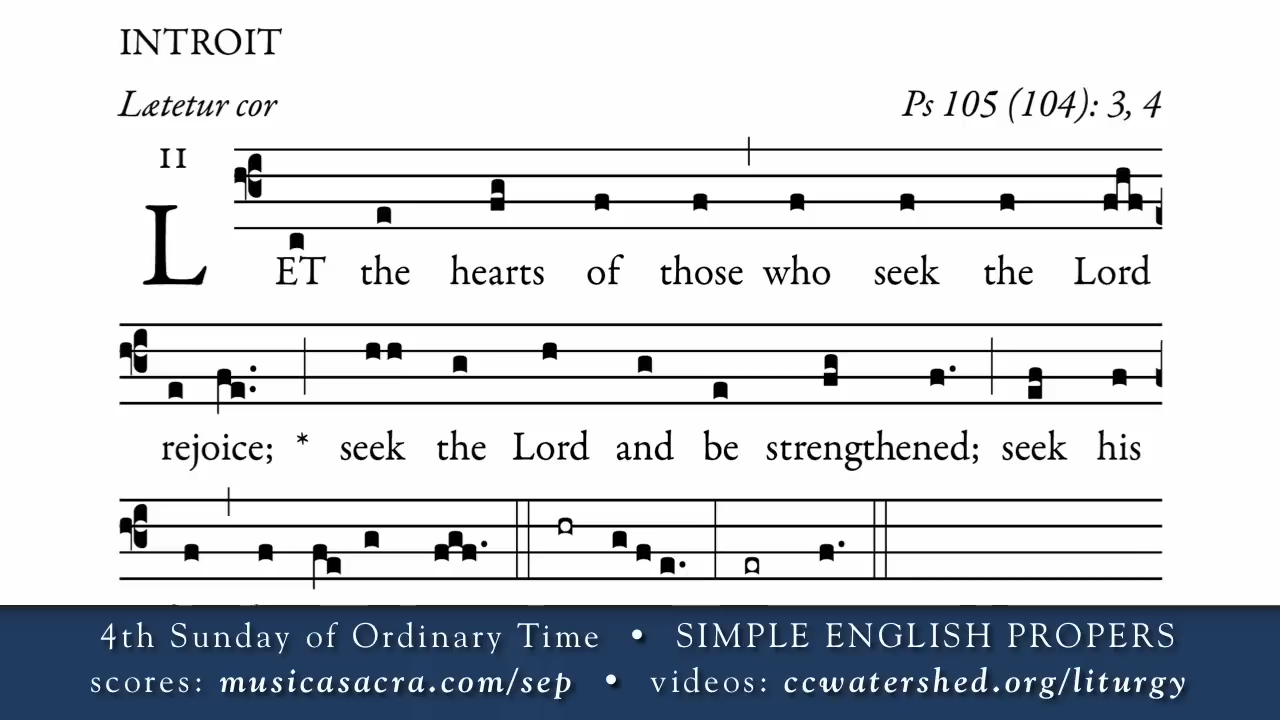 INTROIT
Lætetur cor
Ps 105 (104): 3, 4
II
LET the hearts of those who seek the Lord
rejoice; * seek the Lord and be strengthened; seek his
4th Sunday of Ordinary Time • SIMPLE ENGLISH PROPERS
scores: musicasacra.com/sep • videos: ccwatershed.org/liturgy